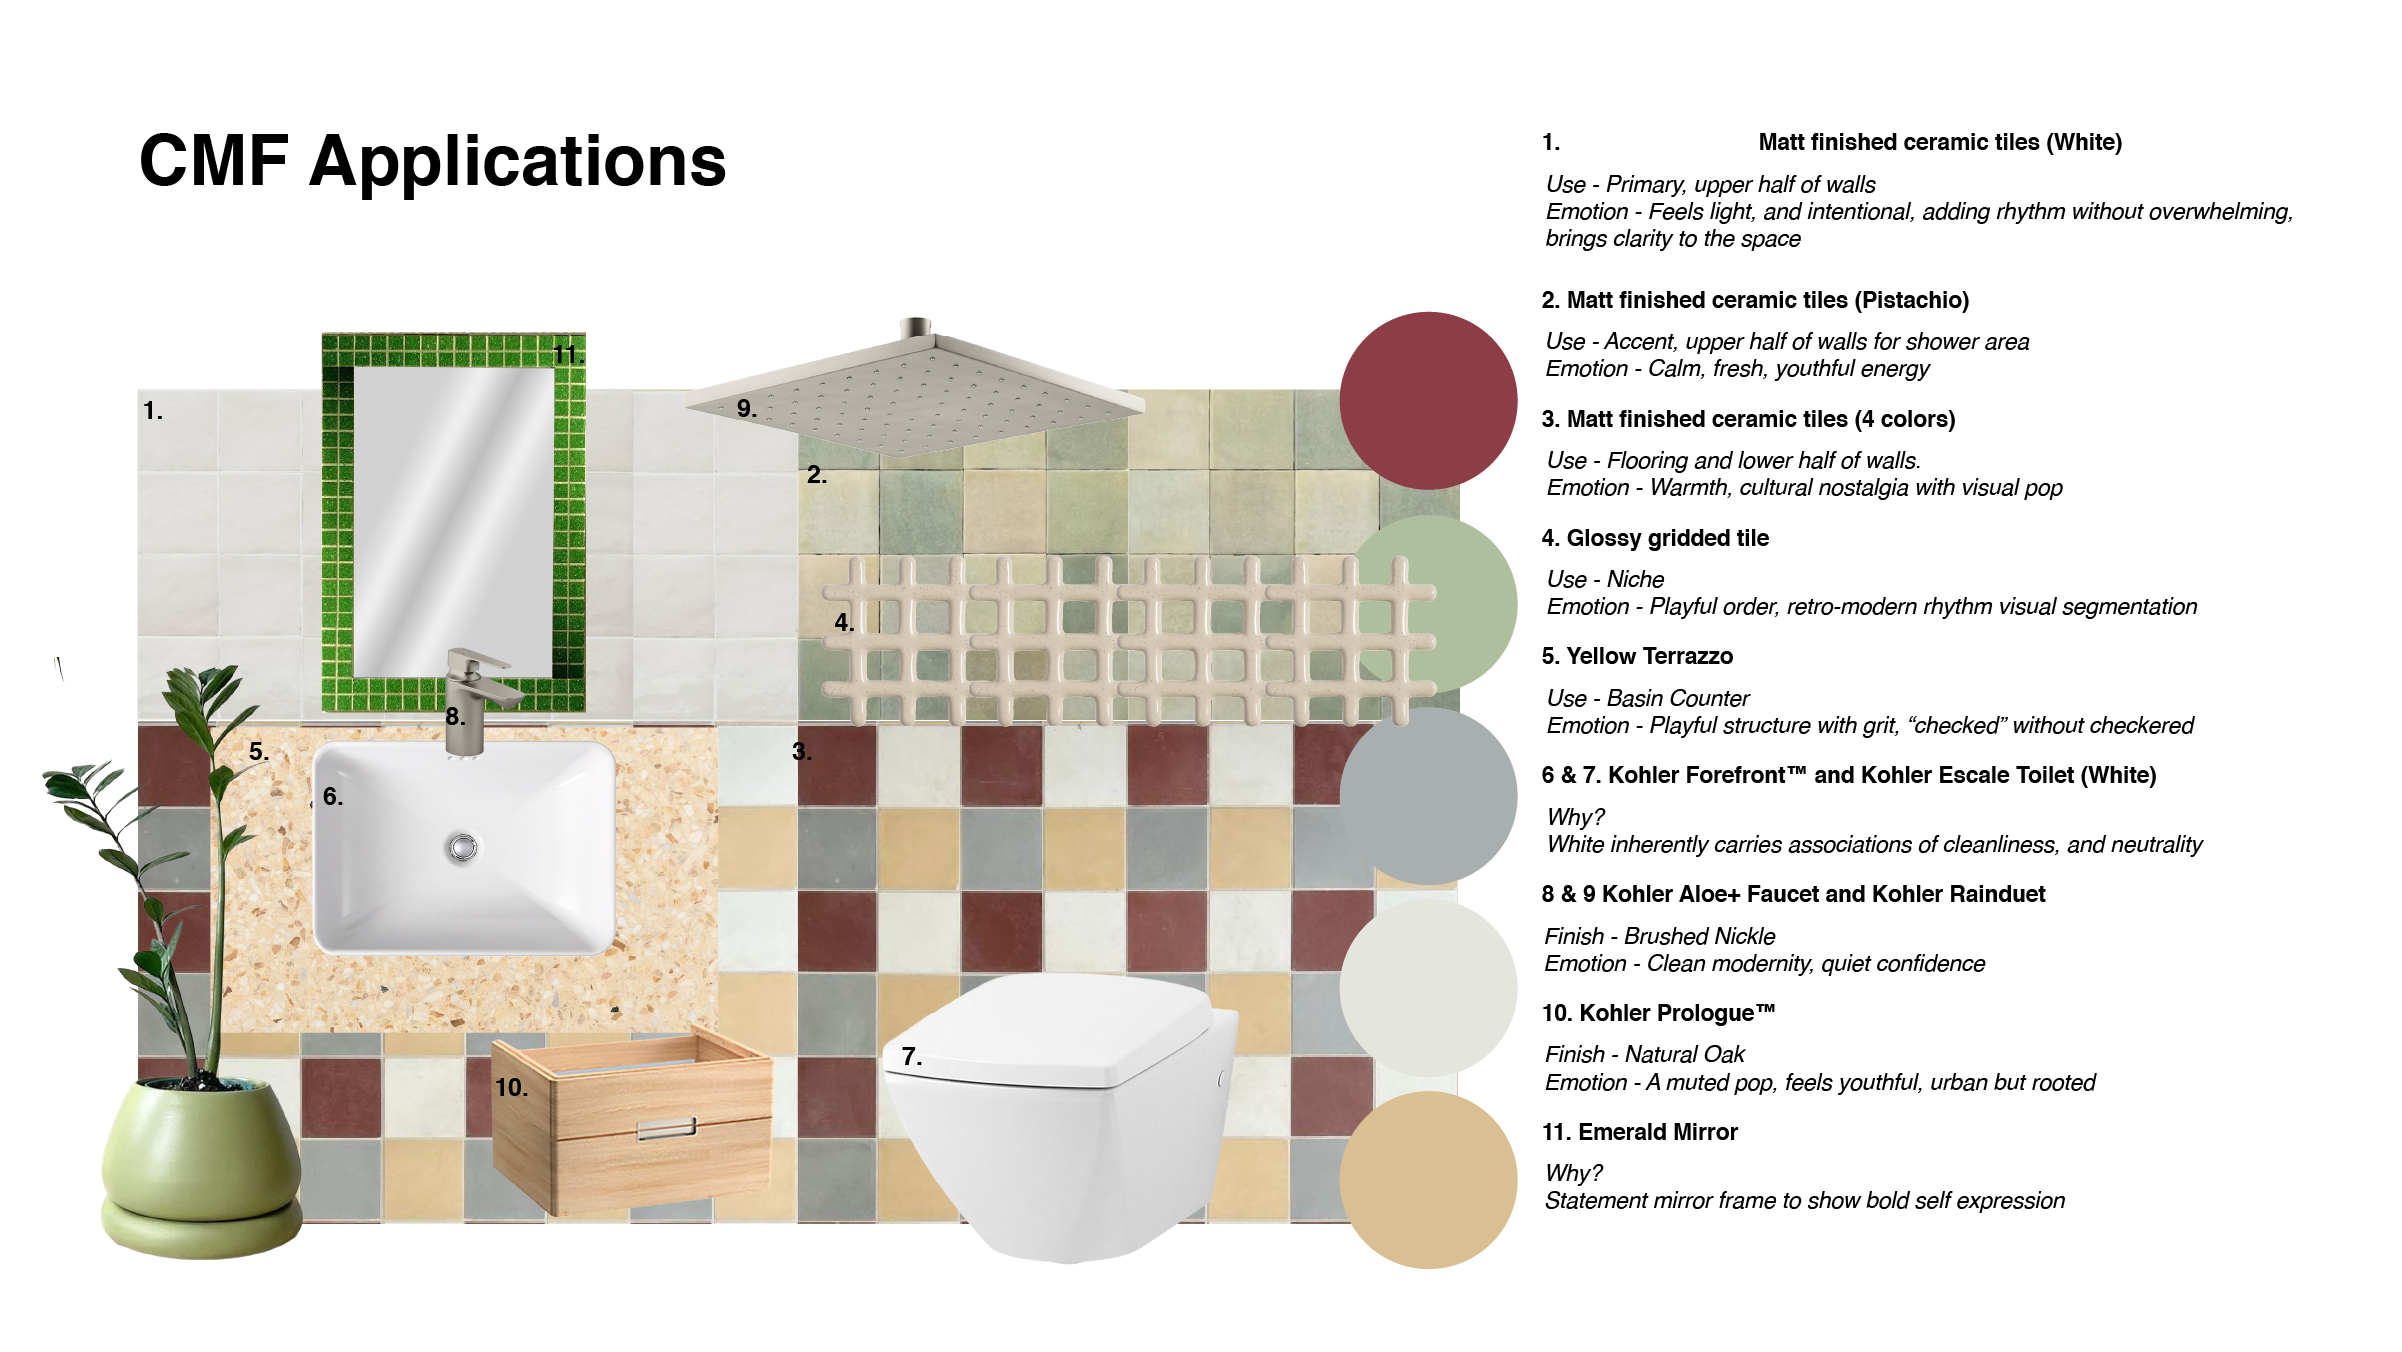 CMF Applications
1. Matt finished ceramic tiles (White)
Use - Primary, upper half of walls
Emotion - Feels light, and intentional, adding rhythm without overwhelming,
brings clarity to the space
2. Matt finished ceramic tiles (Pistachio)
Use - Accent, upper half of walls for shower area
Emotion - Calm, fresh, youthful energy
3. Matt finished ceramic tiles (4 colors)
Use - Flooring and lower half of walls.
Emotion - Warmth, cultural nostalgia with visual pop
4. Glossy gridded tile
Use - Niche
Emotion - Playful order, retro-modern rhythm visual segmentation
5. Yellow Terrazzo
Use - Basin Counter
Emotion - Playful structure with grit, “checked” without checkered
6 & 7. Kohler Forefront™ and Kohler Escale Toilet (White)
Why?
White inherently carries associations of cleanliness, and neutrality
8 & 9 Kohler Aloe+ Faucet and Kohler Rainduet
Finish - Brushed Nickle
Emotion - Clean modernity, quiet confidence
10. Kohler Prologue™
Finish - Natural Oak
Emotion - A muted pop, feels youthful, urban but rooted
11. Emerald Mirror
Why?
Statement mirror frame to show bold self expression
11.
1.
9.
2.
4.
8.
5.
3.
6.
7.
10.